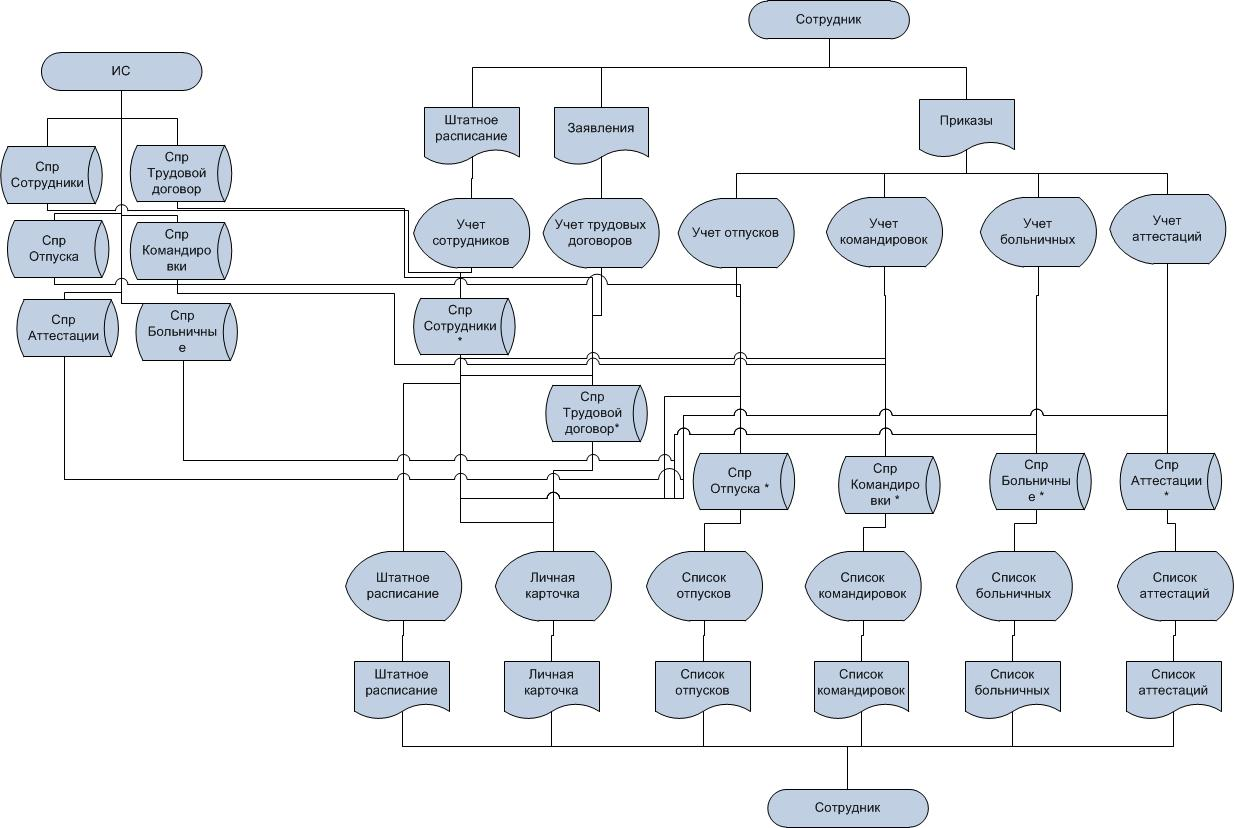 Сотрудник
ИС
Штатное
расписание
Заявления
Приказы
Спр
Сотрудники
Спр
Трудовой
договор
Учет
сотрудников
Учет трудовых
договоров
Учет отпусков
Учет
командировок
Учет
больничных
Учет
аттестаций
Спр
Отпуска
Спр
Командиро
вки
Спр
Аттестации
Спр
Больничны
е
Спр
Сотрудники
*
Спр
Трудовой
договор*
Спр
Отпуска *
Спр
Командиро
вки *
Спр
Больничны
е *
Спр
Аттестации
*
Штатное
расписание
Личная
карточка
Список
отпусков
Список
командировок
Список
больничных
Список
аттестаций
Штатное
расписание
Личная
карточка
Список
отпусков
Список
командировок
Список
больничных
Список
аттестаций
Сотрудник